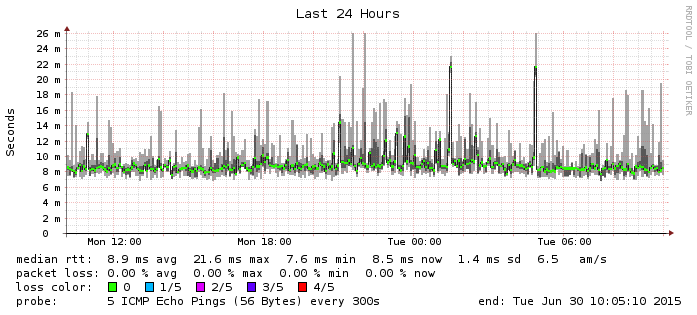 Last 24 Hours
RRDTOOL / TOBI OETIKER
Seconds
26 m
24 m
22 m
20 m
18 m
16 m
14 m
12 m
10 m
8 m
6 m
4 m
2 m
0
Mon 12:00 Mon 18:00 Tue 00:00 Tue 06:00
median rtt: 8.9 ms avg 21.6 ms max 7.6 ms min 8.5 ms now 1.4 ms sd 6.5 am/s
packet loss: 0.00 % avg 0.00 % max 0.00 % min 0.00 % now
loss color: 0 1/5 2/5 3/5 4/5
probe: 5 ICMP Echo Pings (56 Bytes) every 300s end: Tue Jun 30 10:05:10 2015